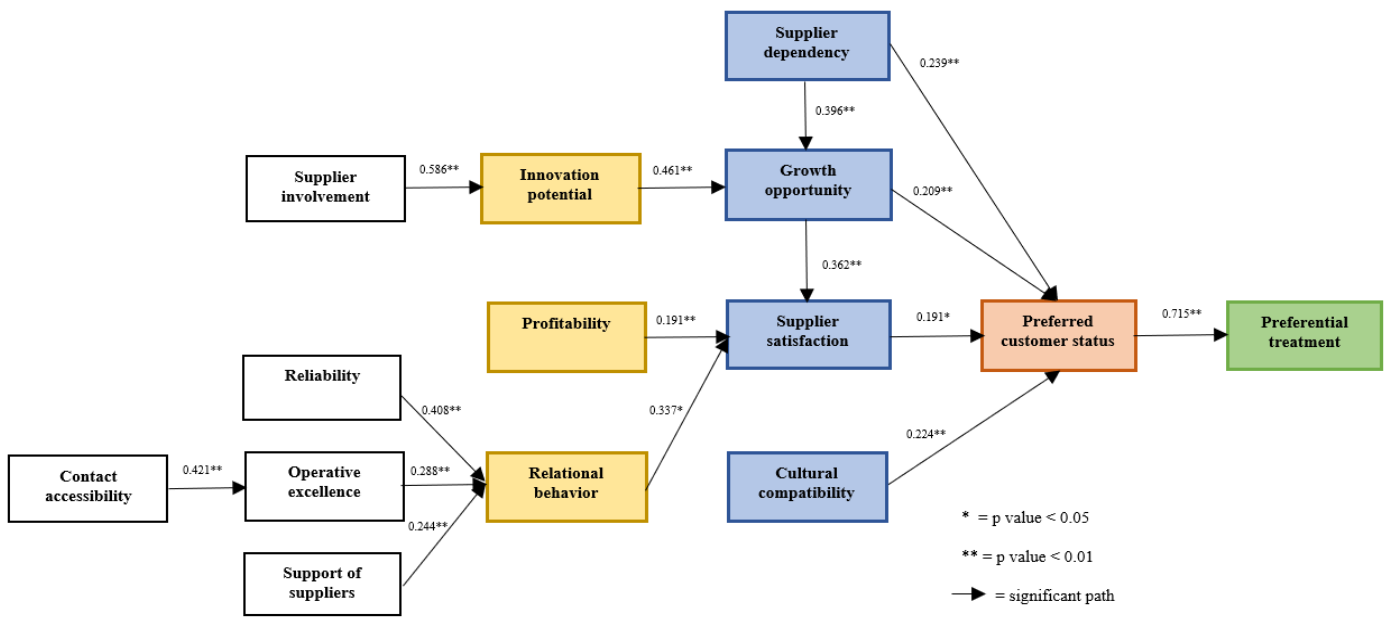 Supplier
dependency
0.239**
0.396**
Supplier
involvement
0.586**
Innovation
potential
0.461**
Growth
opportunity
0.209**
0.362**
Profitability
0.191**
Supplier
satisfaction
0.191*
Preferred
customer status
0.715**
Preferential
treatment
Reliability
0.408**
0.337*
Contact
accessibility
0.421**
Operative
excellence
0.288**
Relational
behavior
Cultural
compatibility
0.224**
0.244**
Support of
suppliers
* = p value < 0.05
** = p value < 0.01
= significant path